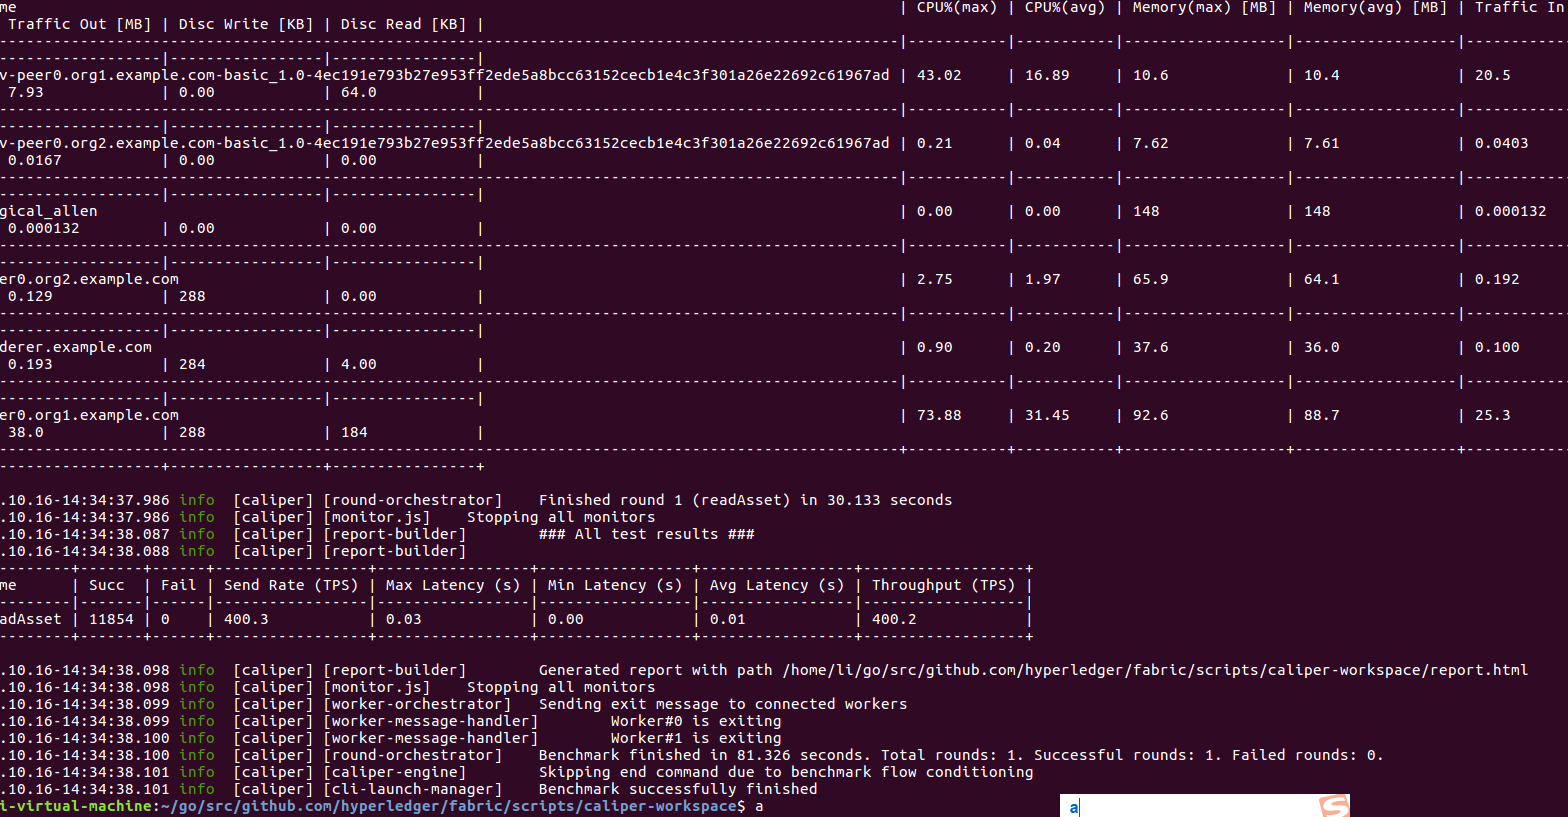 me | CPU%(max) | CPU%(avg) | Memory(max) [MB] | Memory(avg) [MB] | Traffic In
Traffic Out [MB] | Disc Write [KB] | Disc Read [KB] |
----------------------------------------------------------------------------------------------------|-----------|-----------|------------------|------------------|-----------
------------------|-----------------|----------------|
v-peer0.org1.example.com-basic_1.0-4ec191e793b27e953ff2ede5a8bcc63152cecb1e4c3f301a26e22692c61967ad | 43.02 | 16.89 | 10.6 | 10.4 | 20.5
7.93 | 0.00 | 64.0 |
----------------------------------------------------------------------------------------------------|-----------|-----------|------------------|------------------|-----------
------------------|-----------------|----------------|
v-peer0.org2.example.com-basic_1.0-4ec191e793b27e953ff2ede5a8bcc63152cecb1e4c3f301a26e22692c61967ad | 0.21 | 0.04 | 7.62 | 7.61 | 0.0403
0.0167 | 0.00 | 0.00 |
----------------------------------------------------------------------------------------------------|-----------|-----------|------------------|------------------|-----------
------------------|-----------------|----------------|
gical_allen | 0.00 | 0.00 | 148 | 148 | 0.000132
0.000132 | 0.00 | 0.00 |
----------------------------------------------------------------------------------------------------|-----------|-----------|------------------|------------------|-----------
------------------|-----------------|----------------|
er0.org2.example.com | 2.75 | 1.97 | 65.9 | 64.1 | 0.192
0.129 | 288 | 0.00 |
----------------------------------------------------------------------------------------------------|-----------|-----------|------------------|------------------|-----------
------------------|-----------------|----------------|
derer.example.com | 0.90 | 0.20 | 37.6 | 36.0 | 0.100
0.193 | 284 | 4.00 |
----------------------------------------------------------------------------------------------------|-----------|-----------|------------------|------------------|-----------
------------------|-----------------|----------------|
er0.org1.example.com | 73.88 | 31.45 | 92.6 | 88.7 | 25.3
38.0 | 288 | 184 |
----------------------------------------------------------------------------------------------------+-----------+-----------+------------------+------------------+-----------
------------------+-----------------+----------------+
.10.16-14:34:37.986 info [caliper] [round-orchestrator] Finished round 1 (readAsset) in 30.133 seconds
.10.16-14:34:37.986 info [caliper] [monitor.js] Stopping all monitors
.10.16-14:34:38.087 info [caliper] [report-builder] ### All test results ###
.10.16-14:34:38.088 info [caliper] [report-builder]
--------+-------+------+-----------------+-----------------+-----------------+-----------------+------------------+
me | Succ | Fail | Send Rate (TPS) | Max Latency (s) | Min Latency (s) | Avg Latency (s) | Throughput (TPS) |
--------|-------|------|-----------------|-----------------|-----------------|-----------------|------------------|
adAsset | 11854 | 0 | 400.3 | 0.03 | 0.00 | 0.01 | 400.2 |
--------+-------+------+-----------------+-----------------+-----------------+-----------------+------------------+
.10.16-14:34:38.098 info [caliper] [report-builder] Generated report with path /home/li/go/src/github.com/hyperledger/fabric/scripts/caliper-workspace/report.html
.10.16-14:34:38.098 info [caliper] [monitor.js] Stopping all monitors
.10.16-14:34:38.099 info [caliper] [worker-orchestrator] Sending exit message to connected workers
.10.16-14:34:38.099 info [caliper] [worker-message-handler] Worker#0 is exiting
.10.16-14:34:38.100 info [caliper] [worker-message-handler] Worker#1 is exiting
.10.16-14:34:38.100 info [caliper] [round-orchestrator] Benchmark finished in 81.326 seconds. Total rounds: 1. Successful rounds: 1. Failed rounds: 0.
.10.16-14:34:38.101 info [caliper] [caliper-engine] Skipping end command due to benchmark flow conditioning
.10.16-14:34:38.101 info [caliper] [cli-launch-manager] Benchmark successfully finished
i-virtual-machine:~/go/src/github.com/hyperledger/fabric/scripts/caliper-workspace$ a
a